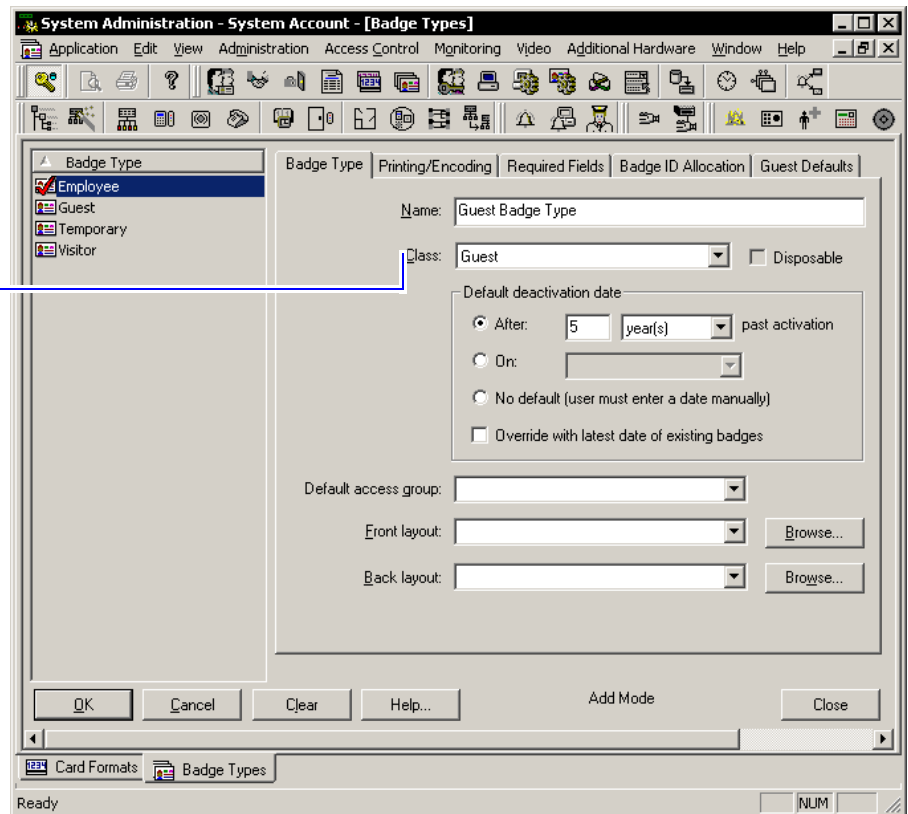 System Administration - System Account - [Badge Types]
Application Edit View Administration Access Control Monitoring Video Additional Hardware Window Help
Badge Type
Employee
Guest
Temporary
Visitor
Badge Type Printing/Encoding Required Fields Badge ID Allocation Guest Defaults
Name: Guest Badge Type
Class: Guest Disposable
Default deactivation date
After: 5 year(s) past activation
On:
No default (user must enter a date manually)
Override with latest date of existing badges
Default access group:
Front layout: Browse...
Back layout: Browse...
OK Cancel Clear Help... Add Mode Close
Card Formats Badge Types
Ready NUM